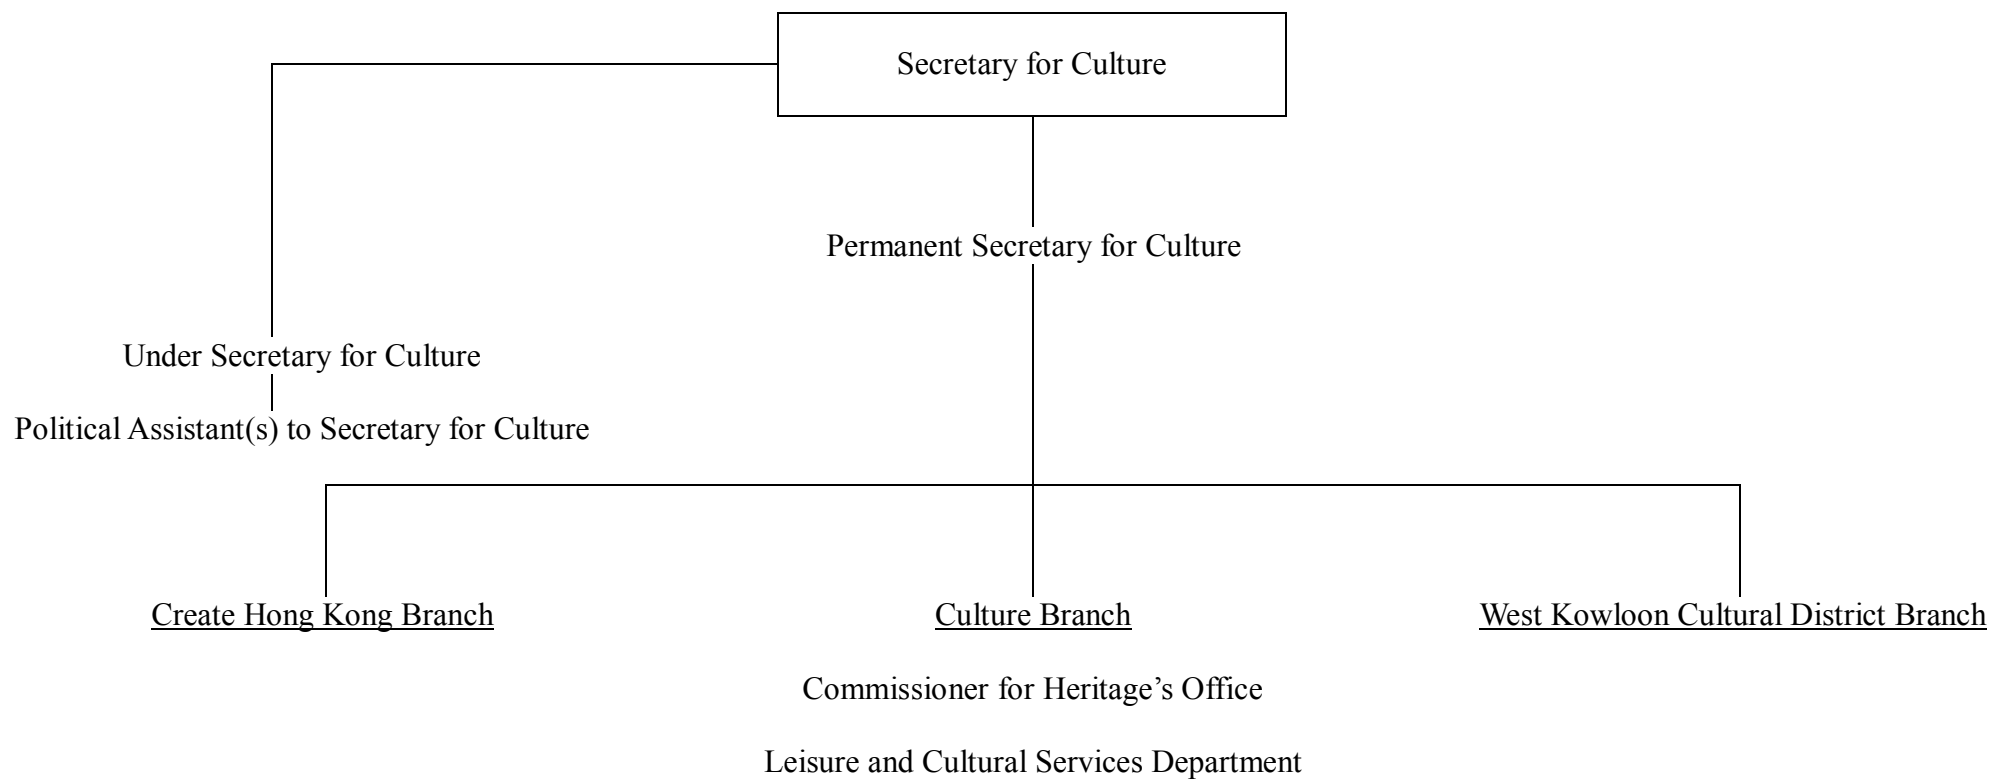 Secretary for Culture
Permanent Secretary for Culture
Under Secretary for Culture
Political Assistant(s) to Secretary for Culture
Create Hong Kong Branch
Culture Branch
West Kowloon Cultural District Branch
Commissioner for Heritage’s Office
Leisure and Cultural Services Department